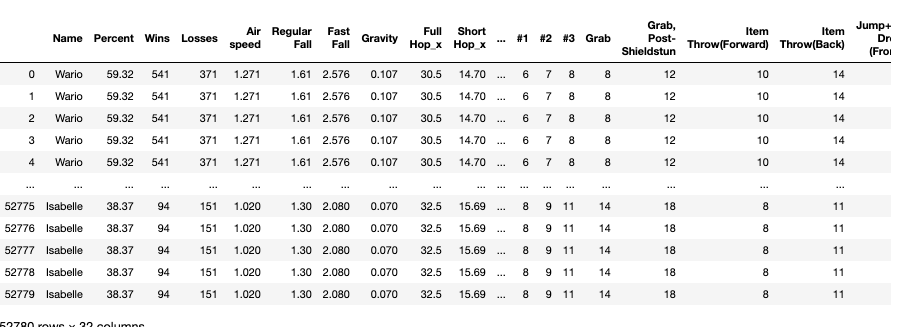 Name Percent Wins Losses Air speed Regular Fall Fast Fall Gravity Full Hop_x Short Hop_x ... #1 #2 #3 Grab Grab, Post-Shieldstun Item Throw(Forward) Item Throw(Back) Jump+
0 Wario 59.32 541 371 1.271 1.61 2.576 0.107 30.5 14.70 ... 6 7 8 8 12 10 14
1 Wario 59.32 541 371 1.271 1.61 2.576 0.107 30.5 14.70 ... 6 7 8 8 12 10 14
2 Wario 59.32 541 371 1.271 1.61 2.576 0.107 30.5 14.70 ... 6 7 8 8 12 10 14
3 Wario 59.32 541 371 1.271 1.61 2.576 0.107 30.5 14.70 ... 6 7 8 8 12 10 14
4 Wario 59.32 541 371 1.271 1.61 2.576 0.107 30.5 14.70 ... 6 7 8 8 12 10 14
... ... ... ... ... ... ... ... ... ... ... ... ... ... ... ... ... ... ...
52775 Isabelle 38.37 94 151 1.020 1.30 2.080 0.070 32.5 15.69 ... 8 9 11 14 18 8 11
52776 Isabelle 38.37 94 151 1.020 1.30 2.080 0.070 32.5 15.69 ... 8 9 11 14 18 8 11
52777 Isabelle 38.37 94 151 1.020 1.30 2.080 0.070 32.5 15.69 ... 8 9 11 14 18 8 11
52778 Isabelle 38.37 94 151 1.020 1.30 2.080 0.070 32.5 15.69 ... 8 9 11 14 18 8 11
52779 Isabelle 38.37 94 151 1.020 1.30 2.080 0.070 32.5 15.69 ... 8 9 11 14 18 8 11
52780 rows × 32 columns